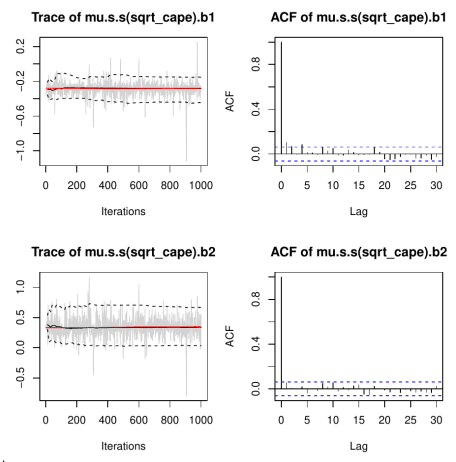 Trace of mu.s.s(sqrt_cape).b1
ACF of mu.s.s(sqrt_cape).b1
0.2
−0.2
−0.6
−1.0
0 200 400 600 800 1000
Iterations
ACF
0.8
0.4
0.0
0 5 10 15 20 25 30
Lag
Trace of mu.s.s(sqrt_cape).b2
ACF of mu.s.s(sqrt_cape).b2
1.0
0.5
0.0
−0.5
0 200 400 600 800 1000
Iterations
ACF
0.8
0.4
0.0
0 5 10 15 20 25 30
Lag